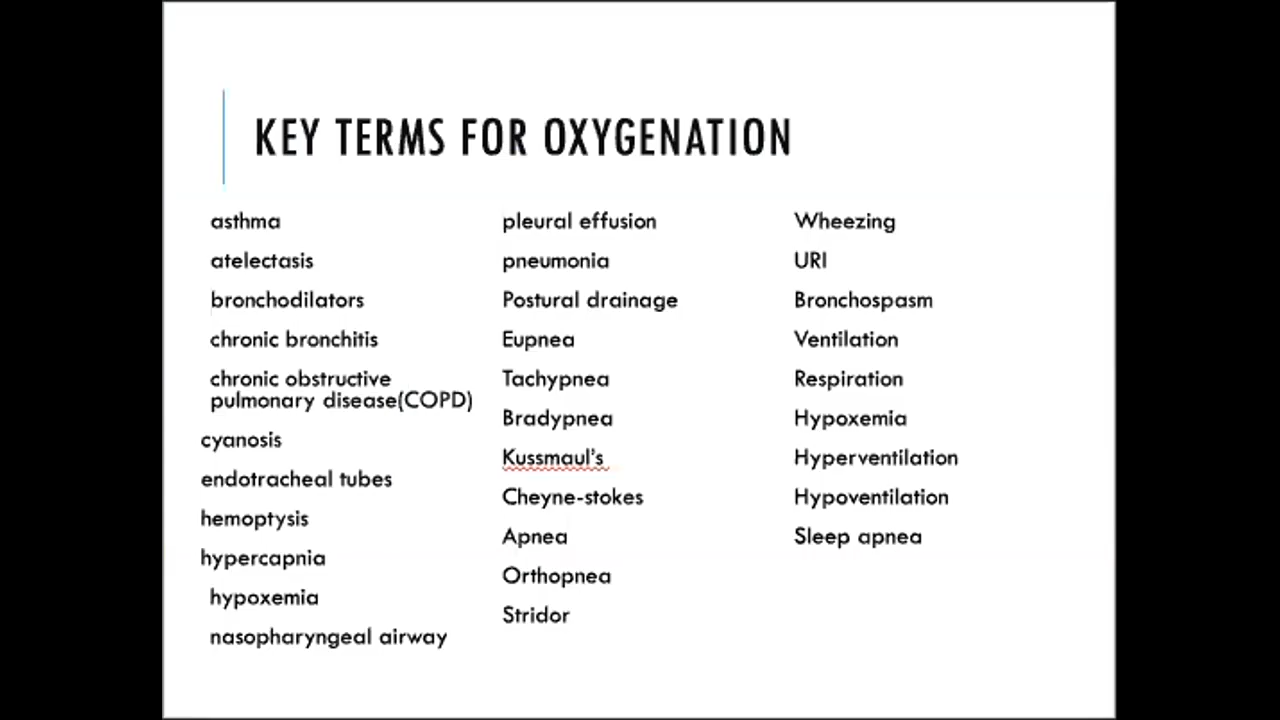 KEY TERMS FOR OXYGENATION
asthma
atelectasis
bronchodilators
chronic bronchitis
chronic obstructive
pulmonary disease(COPD)
cyanosis
endotracheal tubes
hemoptysis
hypercapnia
hypoxemia
nasopharyngeal airway
pleural effusion
pneumonia
Postural drainage
Eupnea
Tachypnea
Bradypnea
Kussmaul's
Cheyne-stokes
Apnea
Orthopnea
Stridor
Wheezing
URI
Bronchospasm
Ventilation
Respiration
Hypoxemia
Hyperventilation
Hypoventilation
Sleep apnea